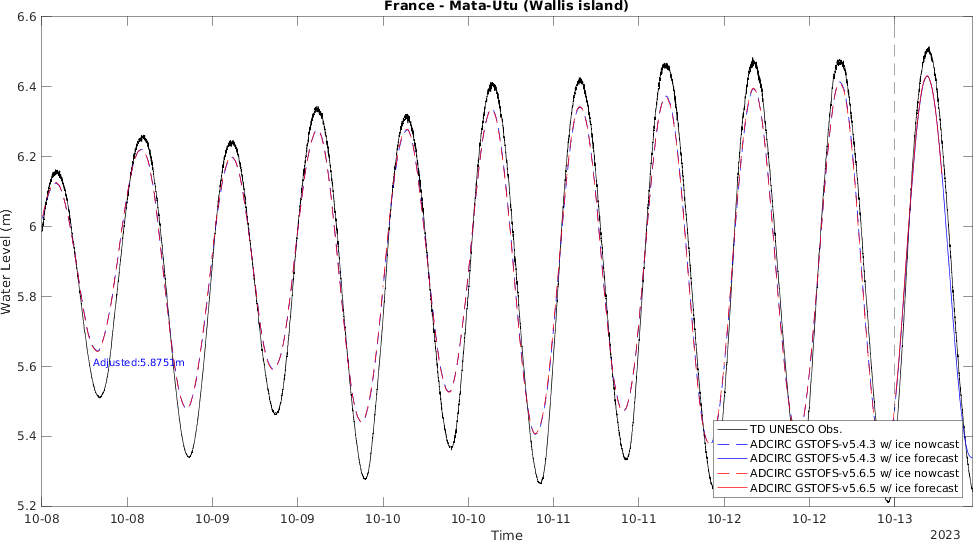 France - Mata-Utu (Wallis island)
6.6
6.4
6.2
6
5.8
5.6
5.4
5.2
Water Level (m)
Adjusted:5.8751m
TD UNESCO Obs.
ADCIRC GSTOFS-v5.4.3 w/ ice nowcast
ADCIRC GSTOFS-v5.4.3 w/ ice forecast
ADCIRC GSTOFS-v5.6.5 w/ ice nowcast
ADCIRC GSTOFS-v5.6.5 w/ ice forecast
10-08 10-08 10-09 10-09 10-10 10-10 10-11 10-11 10-12 10-12 10-13
Time
2023